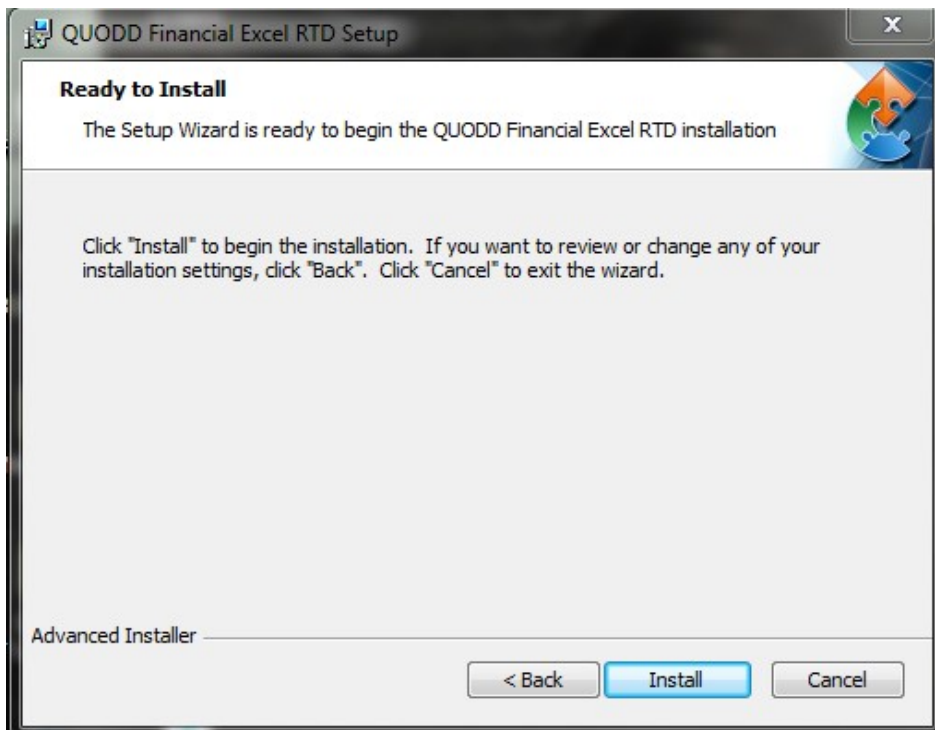 QUODD Financial Excel RTD Setup
X
Ready to Install
The Setup Wizard is ready to begin the QUODD Financial Excel RTD installation
Click "Install" to begin the installation.  If you want to review or change any of your
installation settings, click "Back".  Click "Cancel" to exit the wizard.
Advanced Installer
< Back Install Cancel